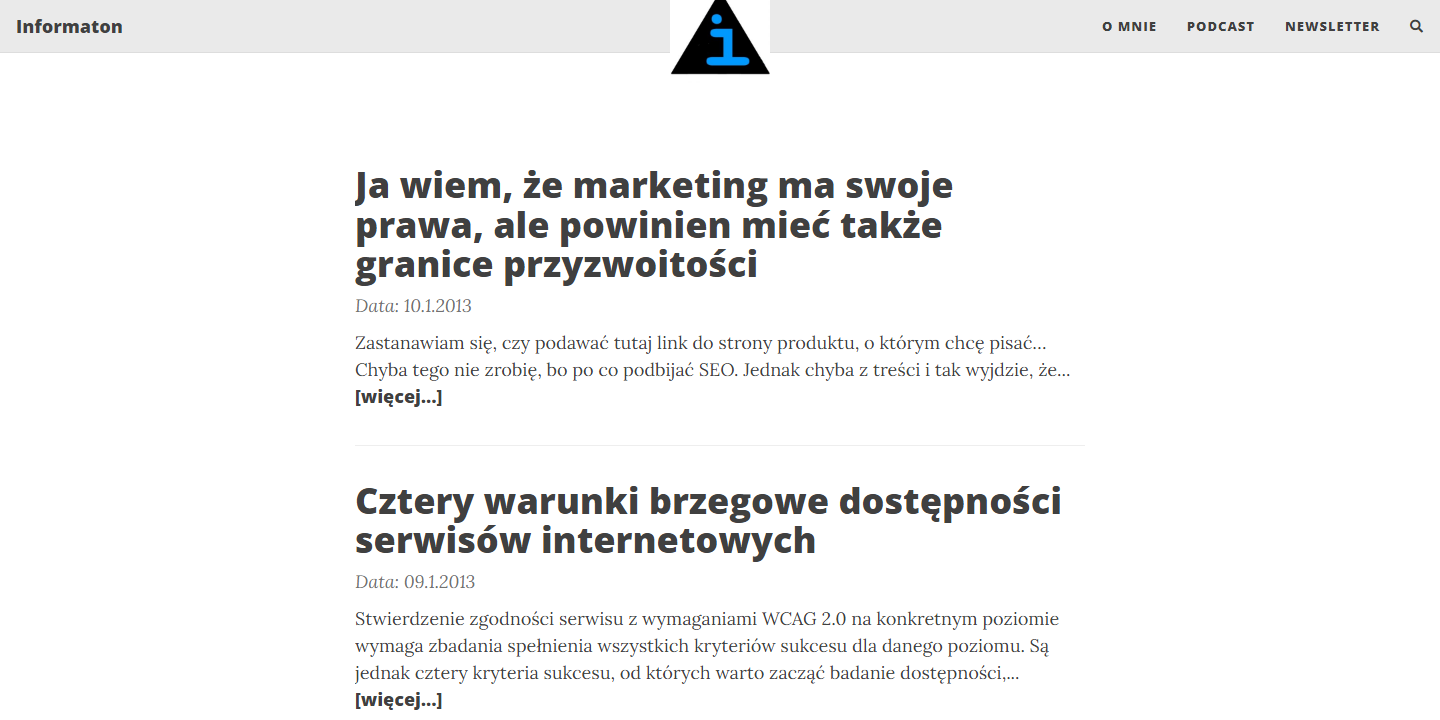 Informaton
i
O MNIE
PODCAST
NEWSLETTER
Ja wiem, że marketing ma swoje
prawa, ale powinien mieć także
granice przyzwoitości
Data: 10.1.2013
Zastanawiam się, czy podawać tutaj link do strony produktu, o którym chcę pisać…
Chyba tego nie zrobię, bo po co podbijać SEO. Jednak chyba z treści i tak wyjdzie, że...
[więcej...]
Cztery warunki brzegowe dostępności
serwisów internetowych
Data: 09.1.2013
Stwierdzenie zgodności serwisu z wymaganiami WCAG 2.0 na konkretnym poziomie
wymaga zbadania spełnienia wszystkich kryteriów sukcesu dla danego poziomu. Są
jednak cztery kryteria sukcesu, od których warto zacząć badanie dostępności,...
[więcej...]